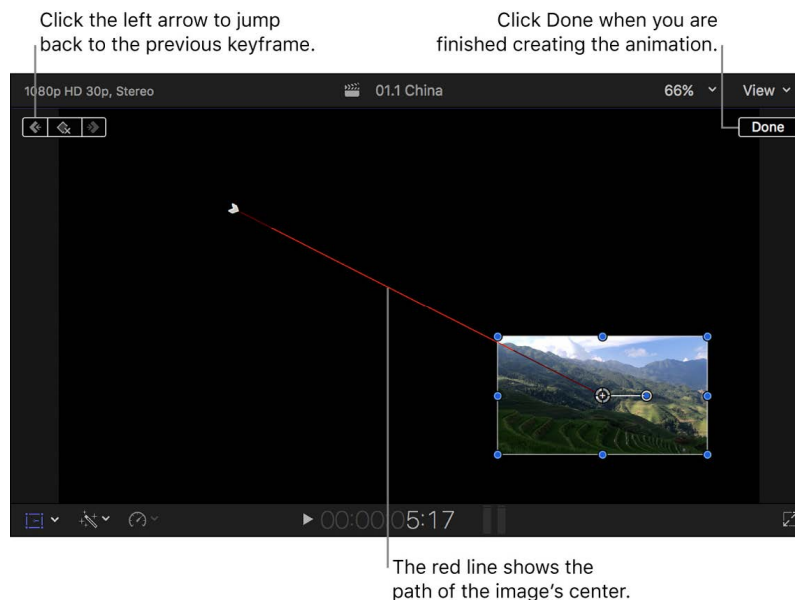 Click the left arrow to jump
back to the previous keyframe.
Click Done when you are
finished creating the animation.
1080p HD 30p, Stereo
01.1 China
66%
View
Done
00:00:05:17
The red line shows the
path of the image’s center.